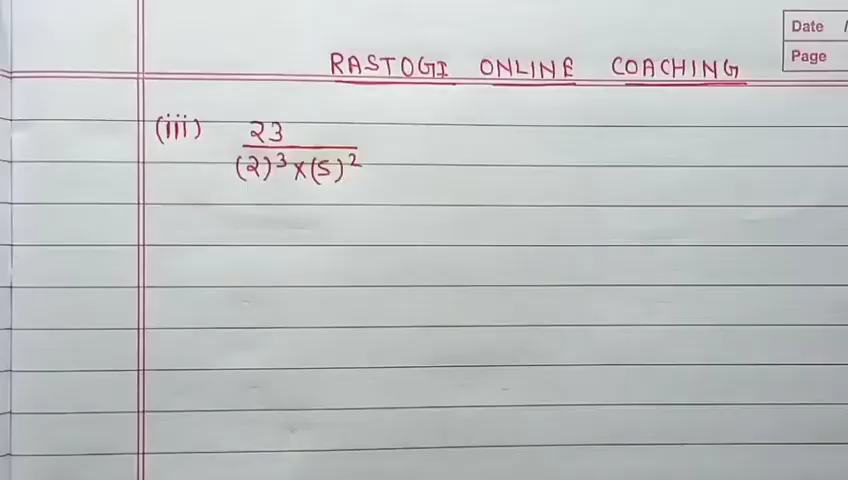 Date /
Page
RASTOGI ONLINE COACHING
(iii) 23
(2)³×(5)²